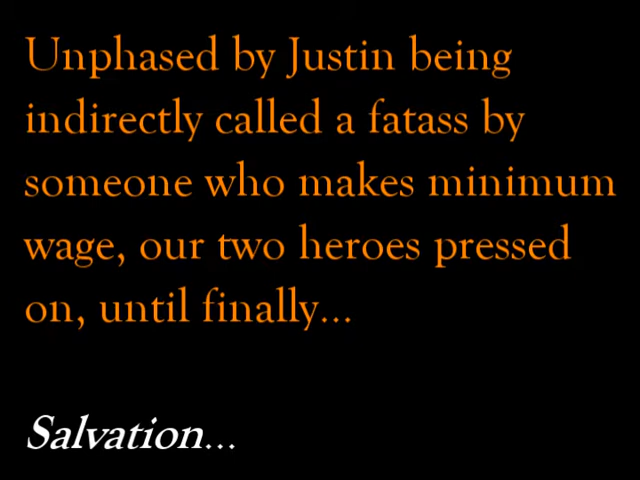 Unphased by Justin being
indirectly called a fatass by
someone who makes minimum
wage, our two heroes pressed
on, until finally...
Salvation...